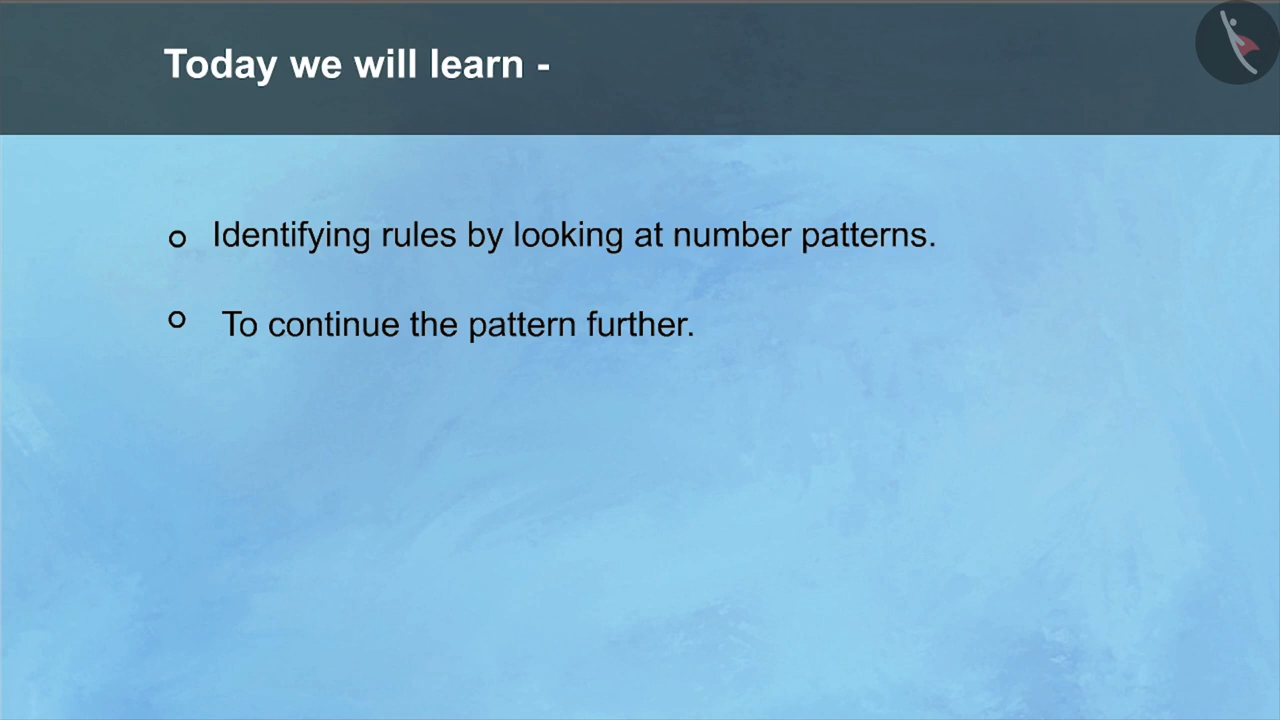 Today we will learn -
Identifying rules by looking at number patterns.
To continue the pattern further.